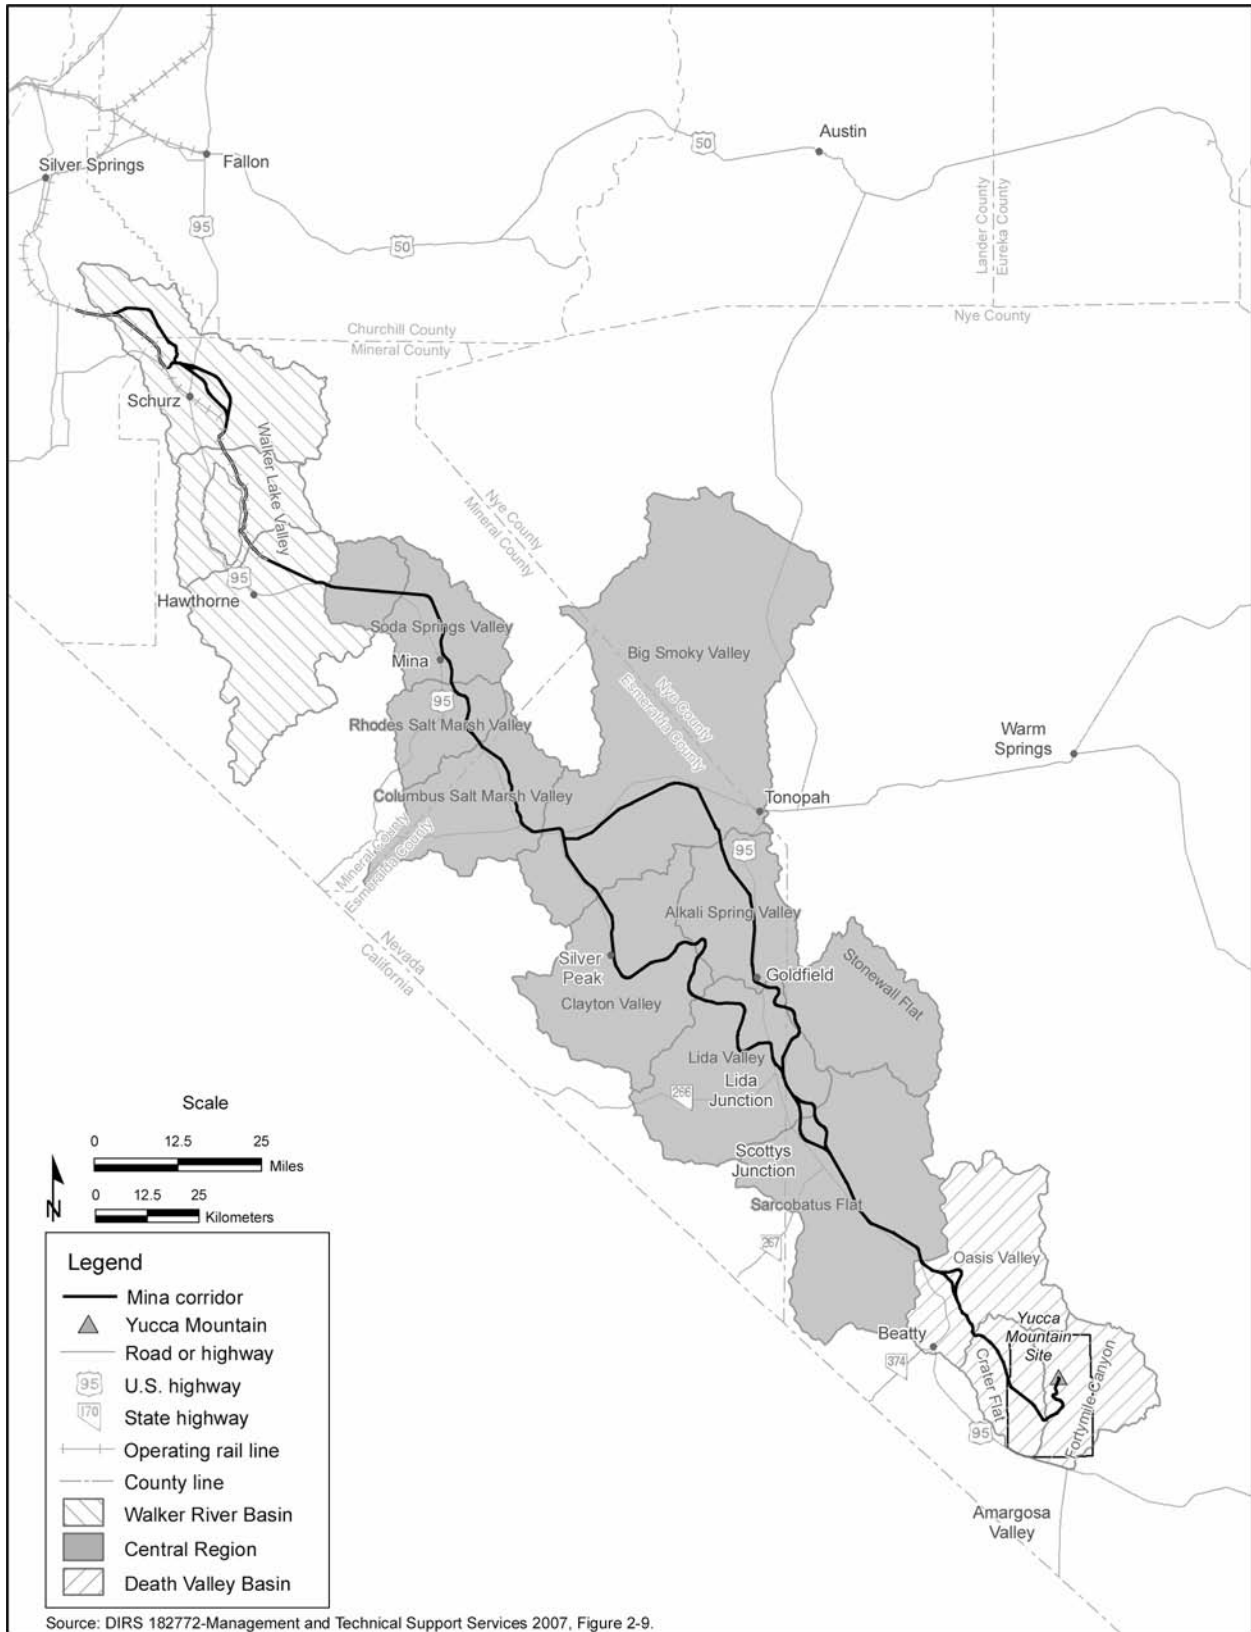 Austin
50
Silver Springs
Fallon
95
50
Lander County
Eureka County
Churchill County
Mineral County
Nye County
Schurz
Walker Lake Valley
Nye County
Mineral County
95
Hawthorne
Soda Springs Valley
Mina
Big Smoky Valley
Nye County
Esmeralda County
95
Rhodes Salt Marsh Valley
Warm
Springs
Columbus Salt Marsh Valley
Tonopah
Mineral County
Esmeralda County
95
Alkali Spring Valley
Nevada
California
Silver
Peak
Goldfield
Stonewall Flat
Clayton Valley
Lida Valley
Lida
Junction
266
Scottys
Junction
Sarcobatus Flat
267
Oasis Valley
Yucca
Mountain
Site
Beatty
374
Crater Flat
Fortymile Canyon
95
Amargosa
Valley
Scale
0 12.5 25
Miles
0 12.5 25
Kilometers
N
Legend
Mina corridor
Yucca Mountain
Road or highway
95 U.S. highway
170 State highway
Operating rail line
County line
Walker River Basin
Central Region
Death Valley Basin
Source: DIRS 182772-Management and Technical Support Services 2007, Figure 2-9.